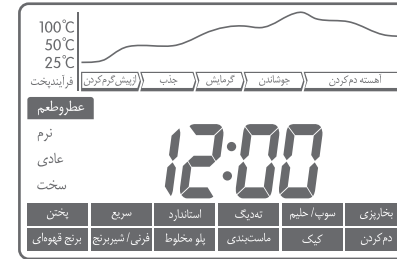 100°C
50°C
25°C
فرآیندپخت ازپیش‌گرم‌کردن جذب گرمایش جوشاندن آهسته دم‌کردن
عطروطعم
نرم
عادی
سخت
12:00
پختن سریع استاندارد ته‌دیگ سوپ/حلیم بخارپزی
برنج قهوه‌ای فرنی/شیربرنج پلو مخلوط ماست‌بندی کیک دم‌کردن